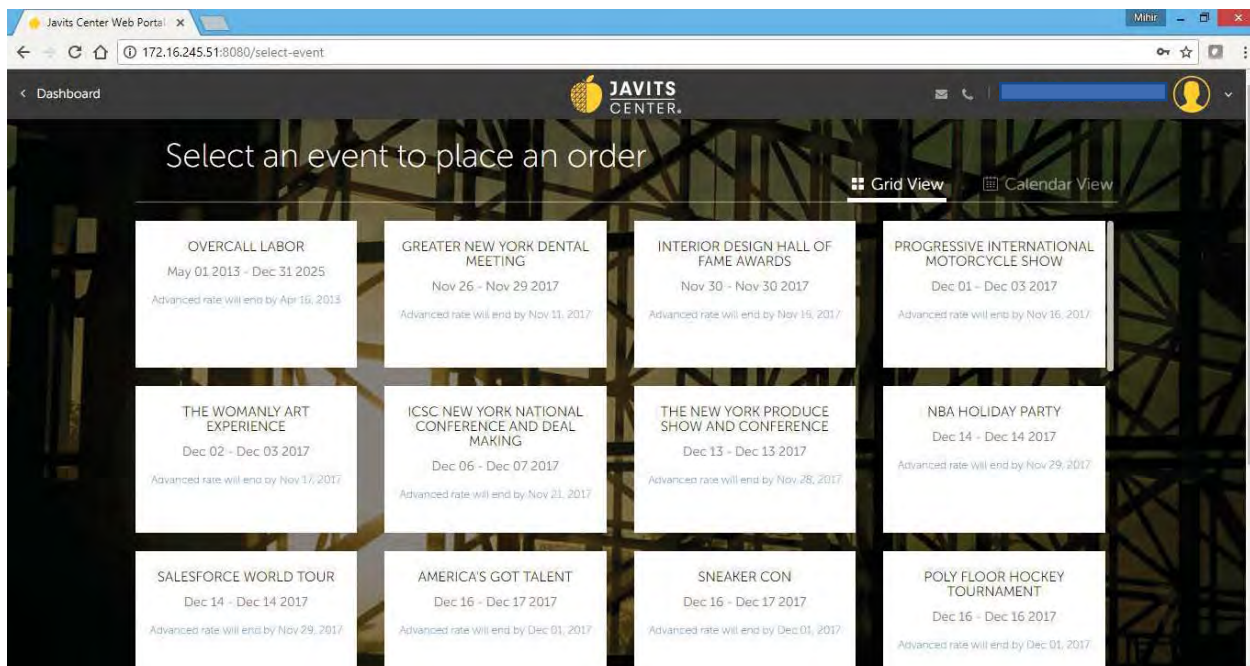 Javits Center Web Portal
Mihir
172.16.245.51:8080/select-event
Dashboard
JAVITS
CENTER
Select an event to place an order
Grid View
Calendar View
OVERCALL LABOR
May 01 2013 - Dec 31 2025
Advanced rate will end by Apr 16, 2013
GREATER NEW YORK DENTAL
MEETING
Nov 26 - Nov 29 2017
Advanced rate will end by Nov 11, 2017
INTERIOR DESIGN HALL OF
FAME AWARDS
Nov 30 - Nov 30 2017
Advanced rate will end by Nov 15, 2017
PROGRESSIVE INTERNATIONAL
MOTORCYCLE SHOW
Dec 01 - Dec 03 2017
Advanced rate will end by Nov 16, 2017
THE WOMANLY ART
EXPERIENCE
Dec 02 - Dec 03 2017
Advanced rate will end by Nov 17, 2017
ICSC NEW YORK NATIONAL
CONFERENCE AND DEAL
MAKING
Dec 06 - Dec 07 2017
Advanced rate will end by Nov 21, 2017
THE NEW YORK PRODUCE
SHOW AND CONFERENCE
Dec 13 - Dec 13 2017
Advanced rate will end by Nov 28, 2017
NBA HOLIDAY PARTY
Dec 14 - Dec 14 2017
Advanced rate will end by Nov 29, 2017
SALESFORCE WORLD TOUR
Dec 14 - Dec 14 2017
Advanced rate will end by Nov 29, 2017
AMERICA'S GOT TALENT
Dec 16 - Dec 17 2017
Advanced rate will end by Dec 01, 2017
SNEAKER CON
Dec 16 - Dec 17 2017
Advanced rate will end by Dec 01, 2017
POLY FLOOR HOCKEY
TOURNAMENT
Dec 16 - Dec 16 2017
Advanced rate will end by Dec 01, 2017